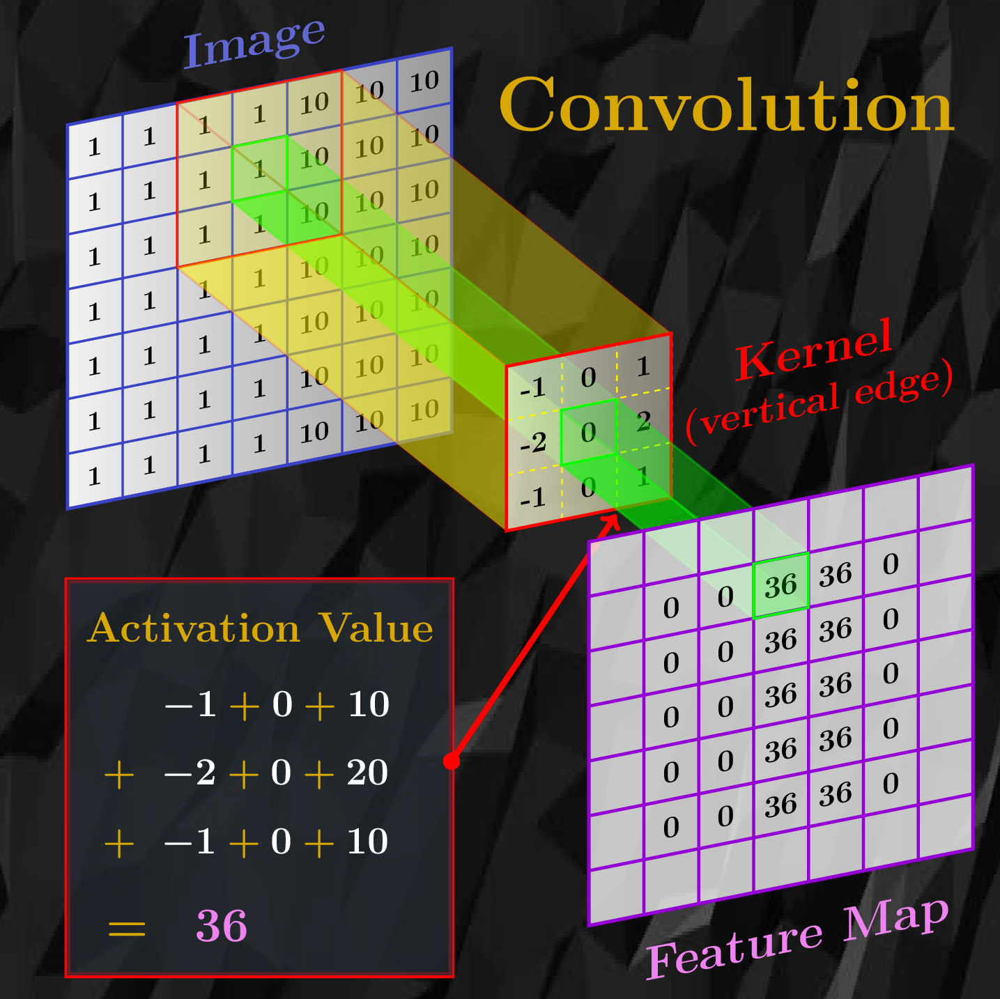 Image
Convolution
1 1 1 1 10 10 10
1 1 1 1 10 10 10
1 1 1 1 10 10 10
1 1 1 1 10 10 10
1 1 1 1 10 10 10
1 1 1 1 10 10 10
1 1 1 1 10 10 10
Kernel
(vertical edge)
-1 0 1
-2 0 2
-1 0 1
0 0 36 36 0
0 0 36 36 0
0 0 36 36 0
0 0 36 36 0
0 0 36 36 0
Feature Map
Activation Value
−1 + 0 + 10
+ −2 + 0 + 20
+ −1 + 0 + 10
= 36